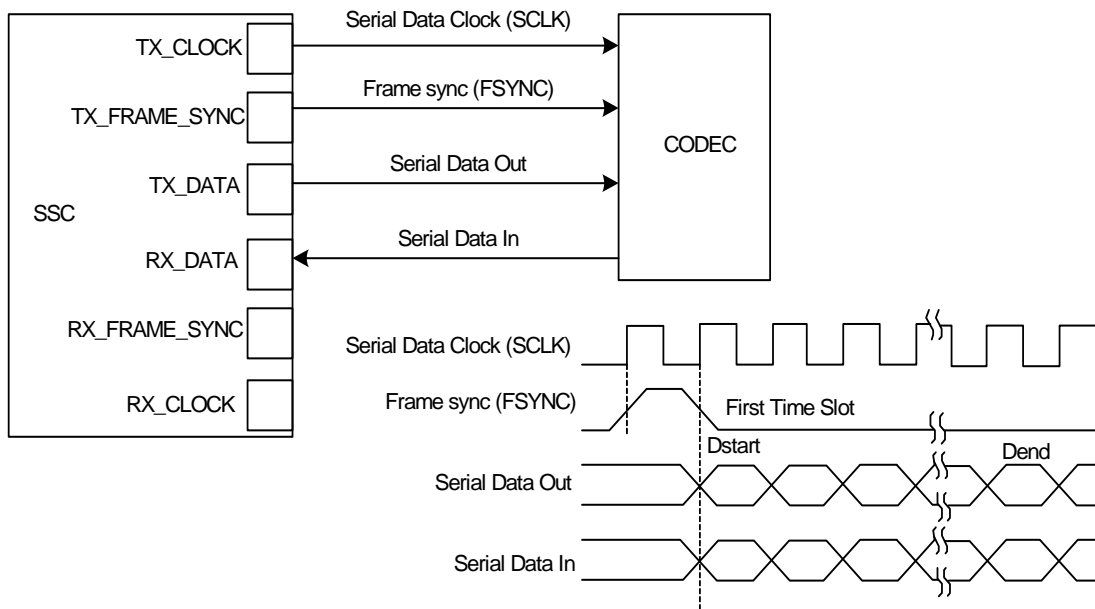 Serial Data Clock (SCLK)
TX_CLOCK
Frame sync (FSYNC)
TX_FRAME_SYNC
CODEC
Serial Data Out
TX_DATA
SSC
Serial Data In
RX_DATA
RX_FRAME_SYNC
Serial Data Clock (SCLK)
RX_CLOCK
Frame sync (FSYNC)
First Time Slot
Dstart
Dend
Serial Data Out
Serial Data In